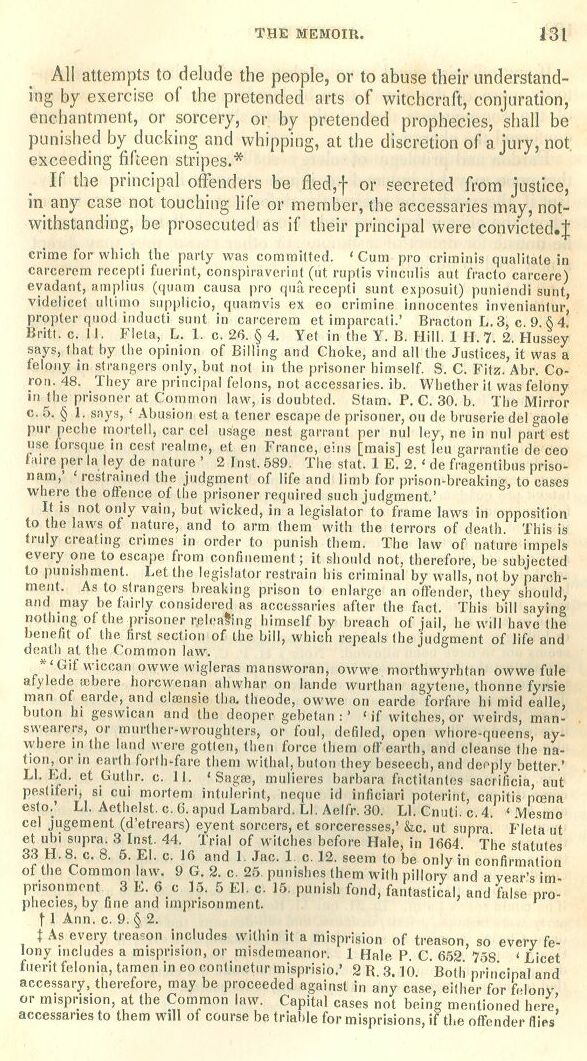 THE MEMOIR. 131
All attempts to delude the people, or to abuse their understand-
ing by exercise of the pretended arts of witchcraft, conjuration,
enchantment, or sorcery, or by pretended prophecies, shall be
punished by ducking and whipping, at the discretion of a jury, not
exceeding fifteen stripes.*
If the principal offenders be fled,† or secreted from justice,
in any case not touching life or member, the accessaries may, not-
withstanding, be prosecuted as if their principal were convicted.‡
crime for which the party was committed. ‘Cum pro criminis qualitate in
carcerem recepti fuerint, conspiraverint (ut ruptis vinculis aut fracto carcere)
evadant, amplius (quam causa pro quâ recepti sunt exposuit) puniendi sunt,
videlicet ultimo supplicio, quamvis ex eo crimine innocentes inveniantur,
propter quod inducti sunt in carcerem et imparcati.’ Bracton L. 3, c. 9. § 4.
Britt. c. 11. Fleta, L. 1. c. 26. § 4. Yet in the Y. B. Hill. 1 H. 7. 2. Hussey
says, that by the opinion of Billing and Choke, and all the Justices, it was a
felony in strangers only, but not in the prisoner himself. S. C. Fitz. Abr. Co-
ron. 48. They are principal felons, not accessaries. ib. Whether it was felony
in the prisoner at Common law, is doubted. Stam. P. C. 30. b. The Mirror
c. 5. § 1. says, ‘Abusion est a tener escape de prisoner, ou de bruserie del gaole
pur peche mortell, car cel usage nest garrant per nul ley, ne in nul part est
use forsque in cest realme, et en France, eins [mais] est leu garrantie de ceo
faire per la ley de nature ’ 2 Inst. 589. The stat. 1 E. 2. ‘de fragentibus priso-
nam,’ ‘restrained the judgment of life and limb for prison-breaking, to cases
where the offence of the prisoner required such judgment.’
It is not only vain, but wicked, in a legislator to frame laws in opposition
to the laws of nature, and to arm them with the terrors of death. This is
truly creating crimes in order to punish them. The law of nature impels
every one to escape from confinement; it should not, therefore, be subjected
to punishment. Let the legislator restrain his criminal by walls, not by parch-
ment. As to strangers breaking prison to enlarge an offender, they should,
and may be fairly considered as accessaries after the fact. This bill saying
nothing of the prisoner releasing himself by breach of jail, he will have the
benefit of the first section of the bill, which repeals the judgment of life and
death at the Common law.
* ‘Gif wiccan owwe wigleras mansworan, owwe morthwyrhtan owwe fule
afylede æbere horcwenan ahwhar on lande wurthan agytene, thonne fyrsie
man of earde, and clænsie tha. theode, owwe on earde forfare hi mid ealle,
buton hi geswican and the deoper gebetan :’ ‘if witches, or weirds, man-
swearers, or murther-wroughters, or foul, defiled, open whore-queens, ay-
where in the land were gotten, then force them off earth, and cleanse the na-
tion, or in earth forth-fare them withal, buton they beseech, and deeply better.’
Ll. Ed. et Guthr. c. 11. ‘Sagæ, mulieres barbara factitantes sacrificia, aut
pestiferi, si cui mortem intulerint, neque id inficiari poterint, capitis pœna
esto.’ Ll. Aethelst. c. 6. apud Lambard. Ll. Aelfr. 30. Ll. Cnuti. c. 4. ‘Mesmo
cel jugement (d'etrears) eyent sorcers, et sorceresses,’ &c. ut supra. Fleta ut
et ubi supra. 3 Inst. 44. Trial of witches before Hale, in 1664. The statutes
33 H. 8. c. 8. 5. El. c. 16 and 1. Jac. 1. c. 12. seem to be only in confirmation
of the Common law. 9 G. 2. c. 25. punishes them with pillory and a year's im-
prisonment 3 E. 6 c 15. 5 El. c. 15. punish fond, fantastical, and false pro-
phecies, by fine and imprisonment.
† 1 Ann. c. 9. § 2.
‡ As every treason includes within it a misprision of treason, so every fe-
lony includes a misprision, or misdemeanor. 1 Hale P. C. 652. 758. ‘Licet
fuerit felonia, tamen in eo continetur misprisio.’ 2 R. 3. 10. Both principal and
accessary, therefore, may be proceeded against in any case, either for felony,
or misprision, at the Common law. Capital cases not being mentioned here,
accessaries to them will of course be triable for misprisions, if the offender flies